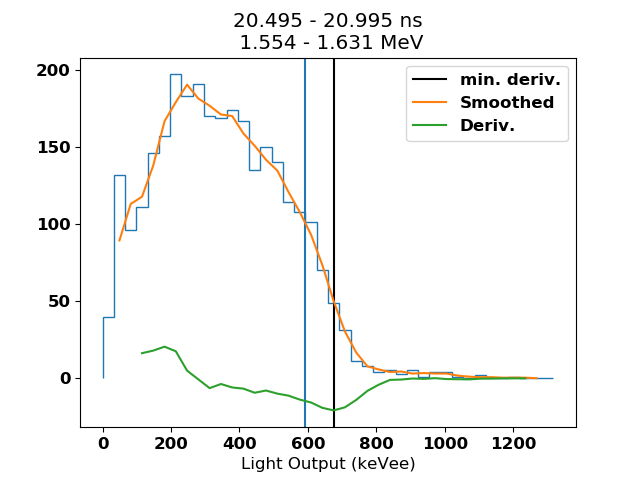 20.495 - 20.995 ns
1.554 - 1.631 MeV
min. deriv.
Smoothed
Deriv.
200
150
100
50
0
0 200 400 600 800 1000 1200
Light Output (keVee)